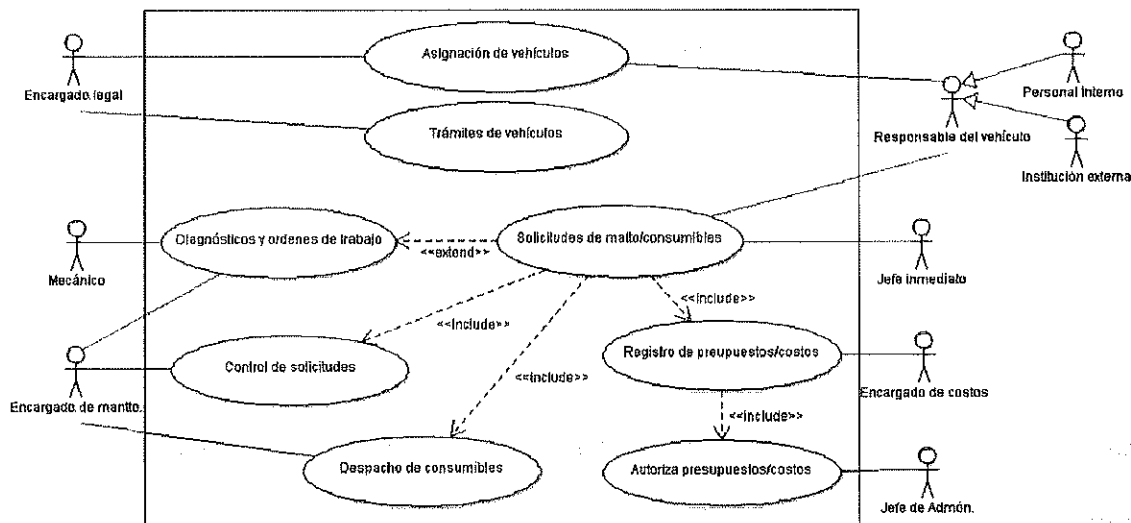 Asignación de vehículos
Encargado legal
Personal Interno
Trámites de vehículos
Responsable del vehículo
Institución externa
Diagnósticos y ordenes de trabajo
Solicitudes de matto/consumibles
<<extend>>
Mecánico
Jefe inmediato
<<include>>
<<include>>
Control de solicitudes
Registro de preupuestos/costos
<<include>>
Encargado de mantto.
Encargado de costos
<<include>>
Despacho de consumibles
Autoriza presupuestos/costos
Jefe de Admón.